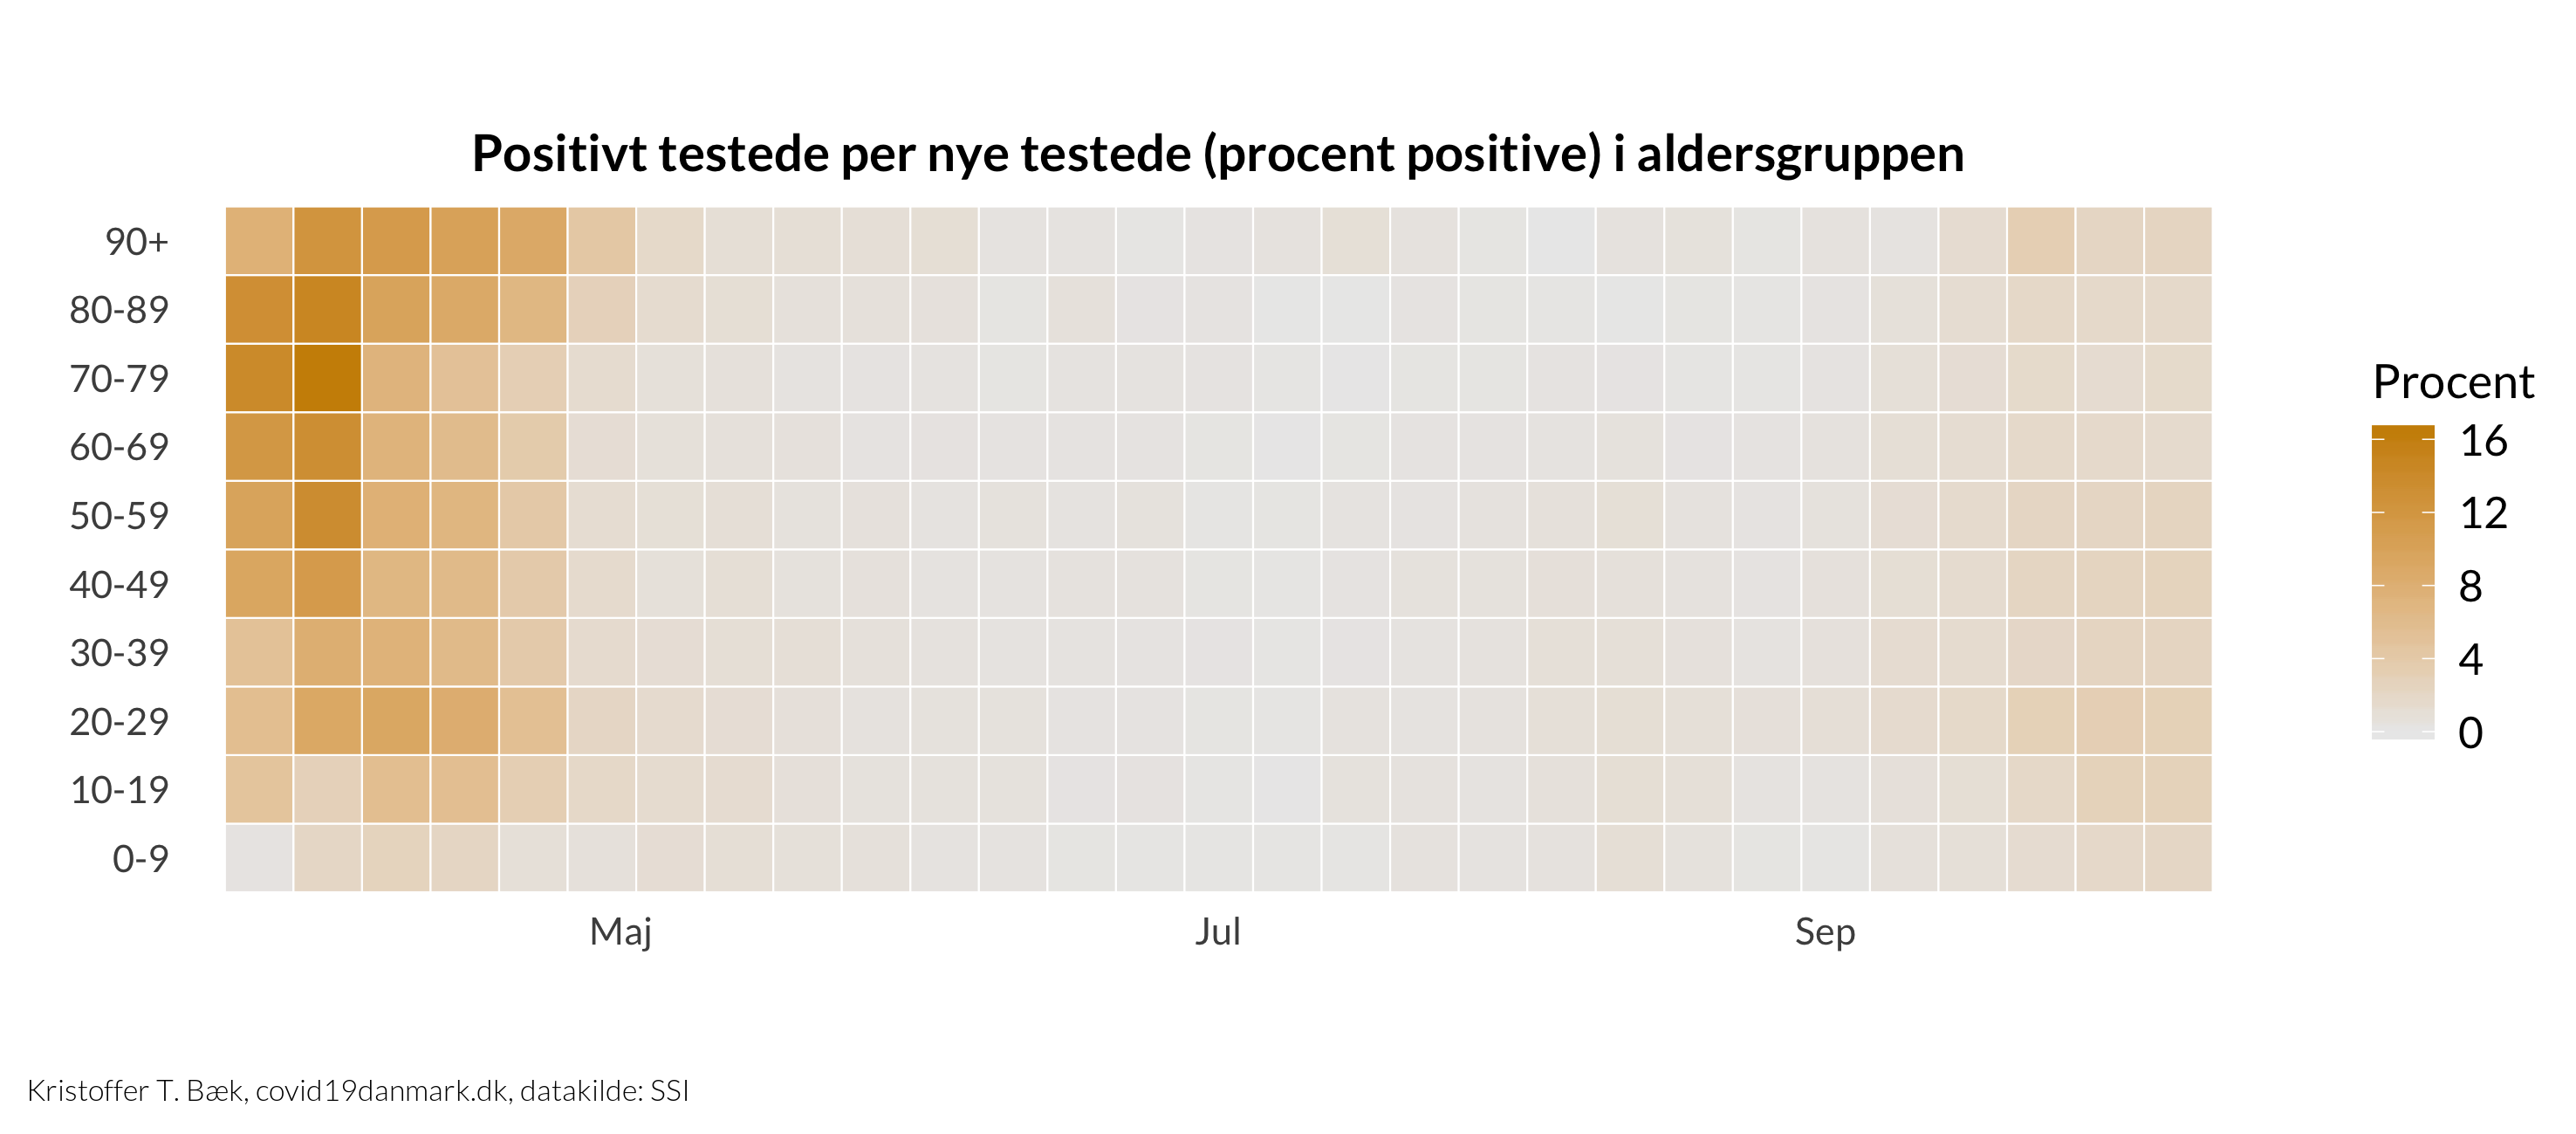 Positivt testede per nye testede (procent positive) i aldersgruppen
90+
80-89
70-79
60-69
50-59
40-49
30-39
20-29
10-19
0-9
Maj
Jul
Sep
Procent
16
12
8
4
0
Kristoffer T. Bæk, covid19danmark.dk, datakilde: SSI